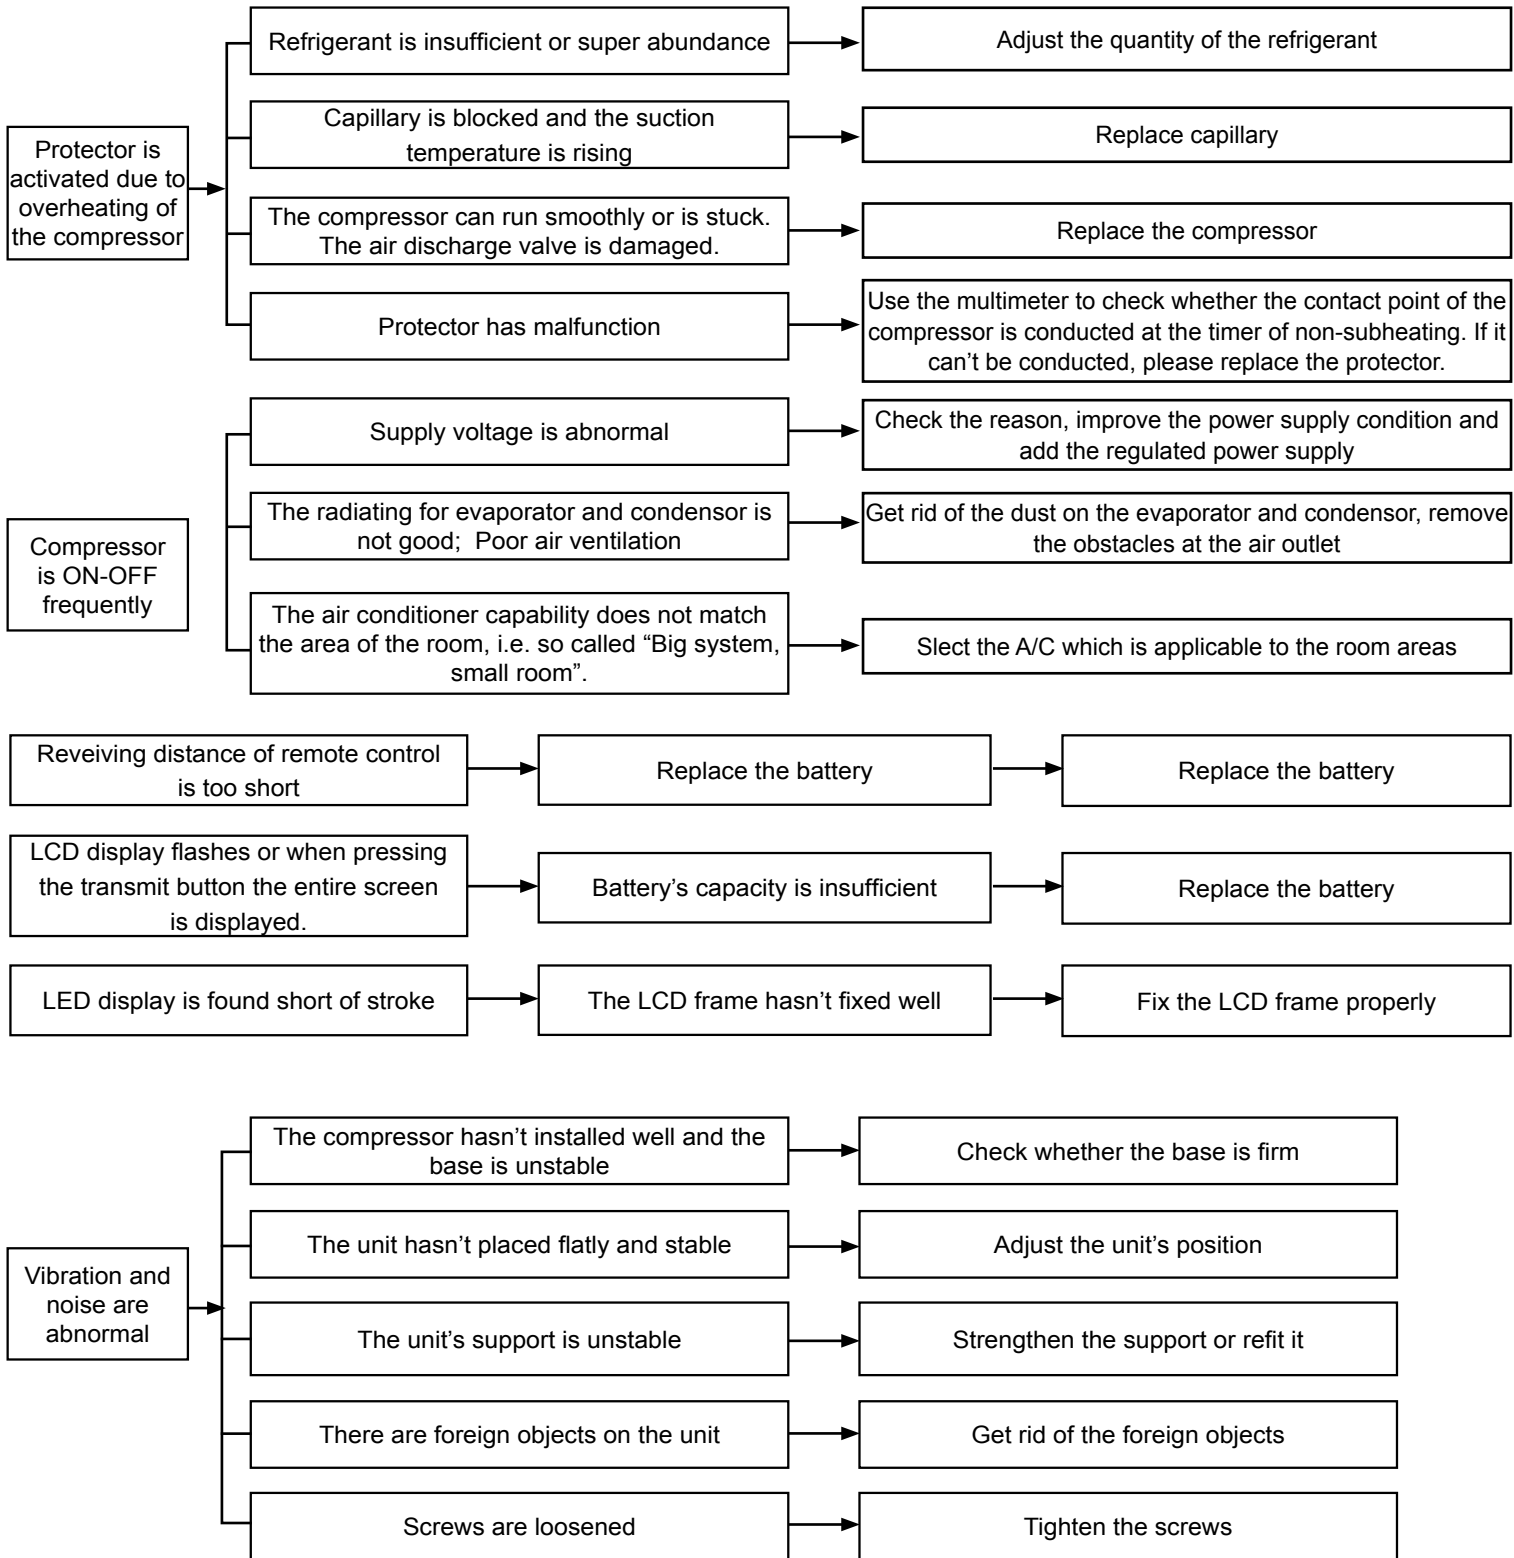 Refrigerant is insufficient or super abundance
Adjust the quantity of the refrigerant
Capillary is blocked and the suction
temperature is rising
Replace capillary
Protector is
activated due to
overheating of
the compressor
The compressor can run smoothly or is stuck.
The air discharge valve is damaged.
Replace the compressor
Protector has malfunction
Use the multimeter to check whether the contact point of the
compressor is conducted at the timer of non-subheating. If it
can’t be conducted, please replace the protector.
Supply voltage is abnormal
Check the reason, improve the power supply condition and
add the regulated power supply
Compressor
is ON-OFF
frequently
The radiating for evaporator and condensor is
not good;  Poor air ventilation
Get rid of the dust on the evaporator and condensor, remove
the obstacles at the air outlet
The air conditioner capability does not match
the area of the room, i.e. so called “Big system,
small room”.
Slect the A/C which is applicable to the room areas
Reveiving distance of remote control
is too short
Replace the battery
Replace the battery
LCD display flashes or when pressing
the transmit button the entire screen
is displayed.
Battery’s capacity is insufficient
Replace the battery
LED display is found short of stroke
The LCD frame hasn’t fixed well
Fix the LCD frame properly
The compressor hasn’t installed well and the
base is unstable
Check whether the base is firm
The unit hasn’t placed flatly and stable
Adjust the unit’s position
Vibration and
noise are
abnormal
The unit’s support is unstable
Strengthen the support or refit it
There are foreign objects on the unit
Get rid of the foreign objects
Screws are loosened
Tighten the screws